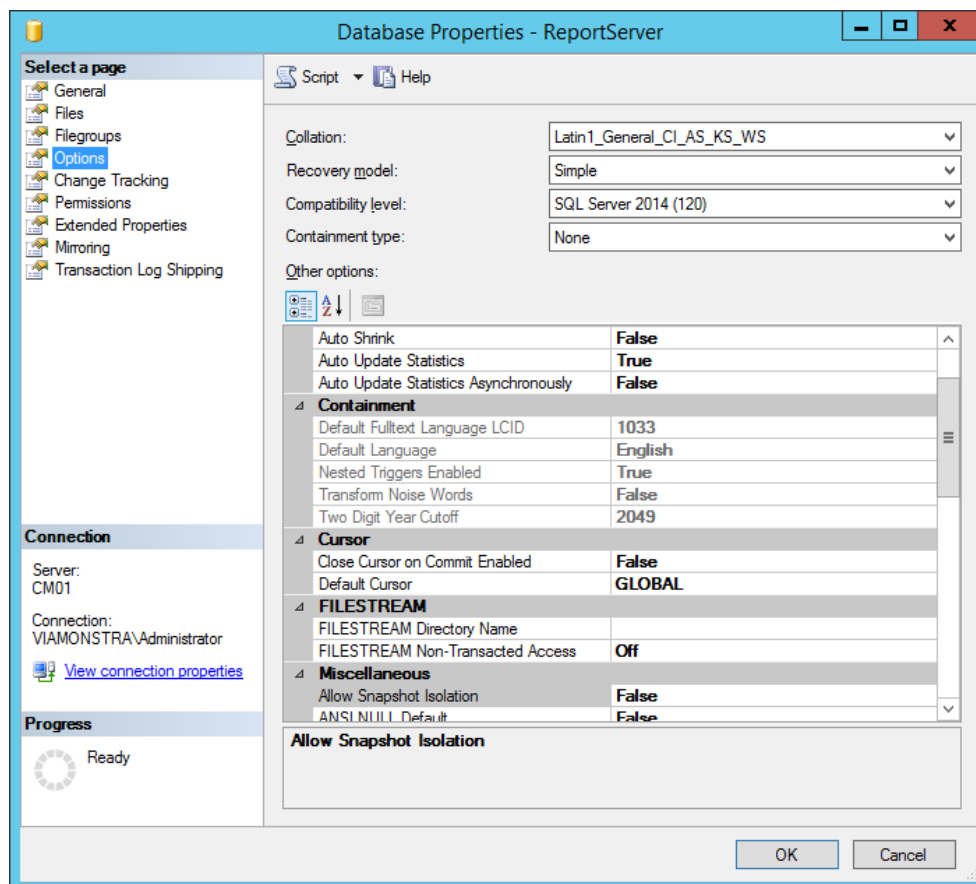 Database Properties - ReportServer
Select a page
General
Files
Filegroups
Options
Change Tracking
Permissions
Extended Properties
Mirroring
Transaction Log Shipping
Connection
Server:
CM01
Connection:
VIAMONSTRA\Administrator
View connection properties
Progress
Ready
Script Help
Collation: Latin1_General_CI_AS_KS_WS
Recovery model: Simple
Compatibility level: SQL Server 2014 (120)
Containment type: None
Other options:
A
Z
Auto Shrink False
Auto Update Statistics True
Auto Update Statistics Asynchronously False
Containment
Default Fulltext Language LCID 1033
Default Language English
Nested Triggers Enabled True
Transform Noise Words False
Two Digit Year Cutoff 2049
Cursor
Close Cursor on Commit Enabled False
Default Cursor GLOBAL
FILESTREAM
FILESTREAM Directory Name
FILESTREAM Non-Transacted Access Off
Miscellaneous
Allow Snapshot Isolation False
ANSI NULL Default False
Allow Snapshot Isolation
OK Cancel